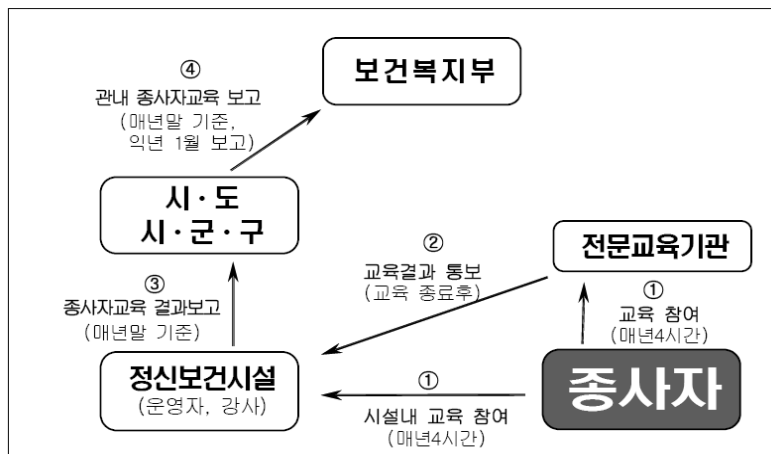 ④
관내 종사자교육 보고
(매년말 기준,
익년 1월 보고)
보건복지부
시·도
시·군·구
전문교육기관
②
교육결과 통보
(교육 종료후)
③
종사자교육 결과보고
(매년말 기준)
①
교육 참여
(매년4시간)
정신보건시설
(운영자, 강사)
①
시설내 교육 참여
(매년4시간)
종사자